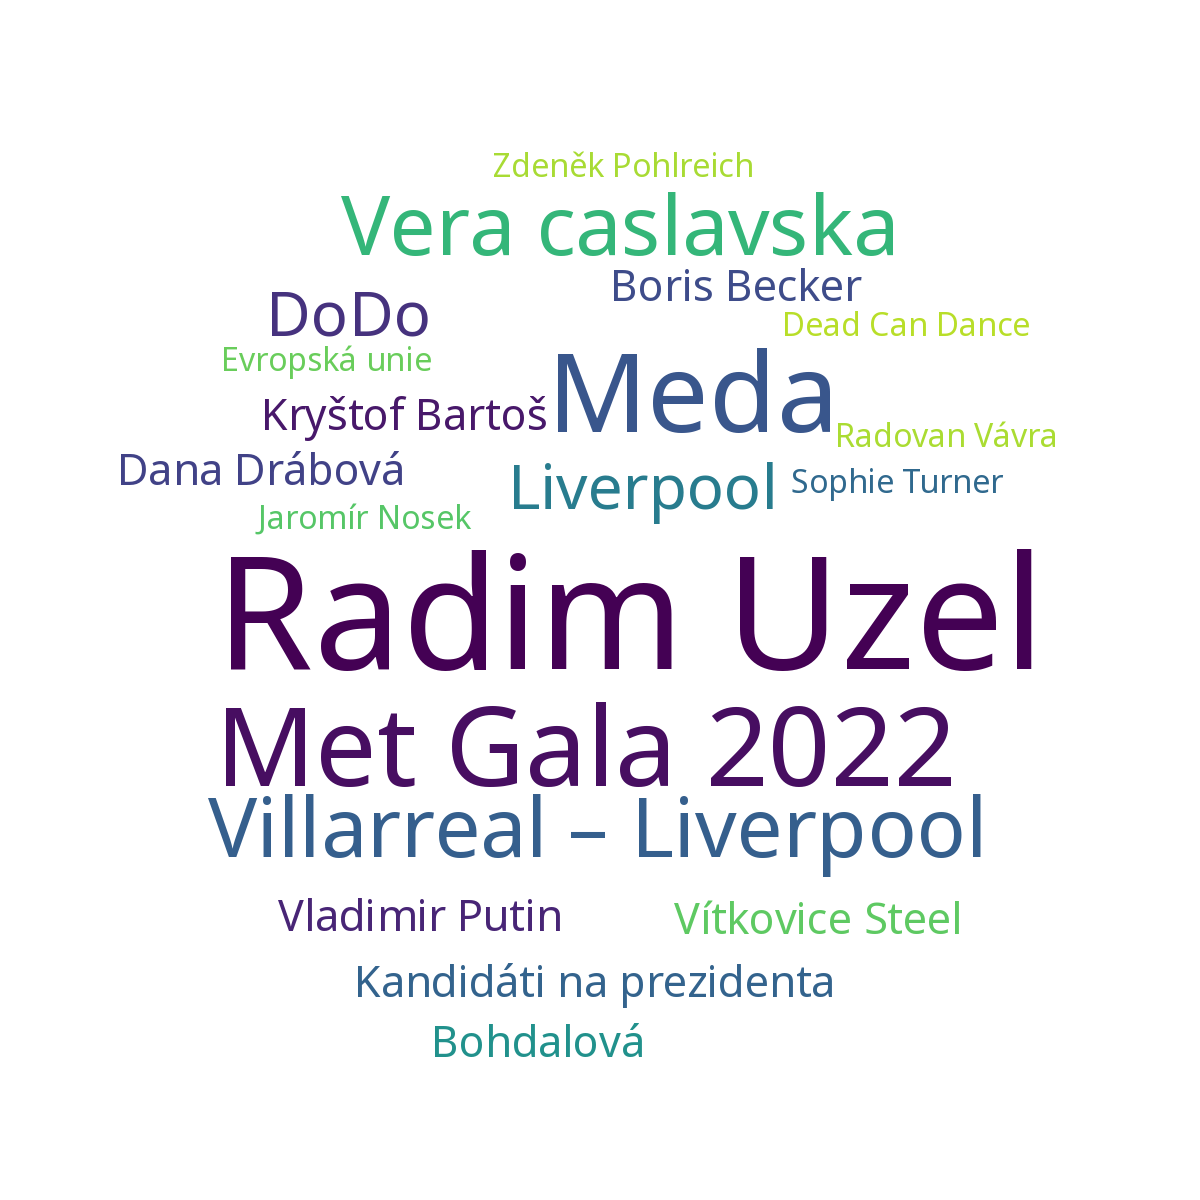 Zdeněk Pohlreich
Vera caslavska
Boris Becker
DoDo
Dead Can Dance
Evropská unie
Meda
Kryštof Bartoš
Radovan Vávra
Dana Drábová
Liverpool
Sophie Turner
Jaromír Nosek
Radim Uzel
Met Gala 2022
Villarreal – Liverpool
Vladimir Putin
Vítkovice Steel
Kandidáti na prezidenta
Bohdalová